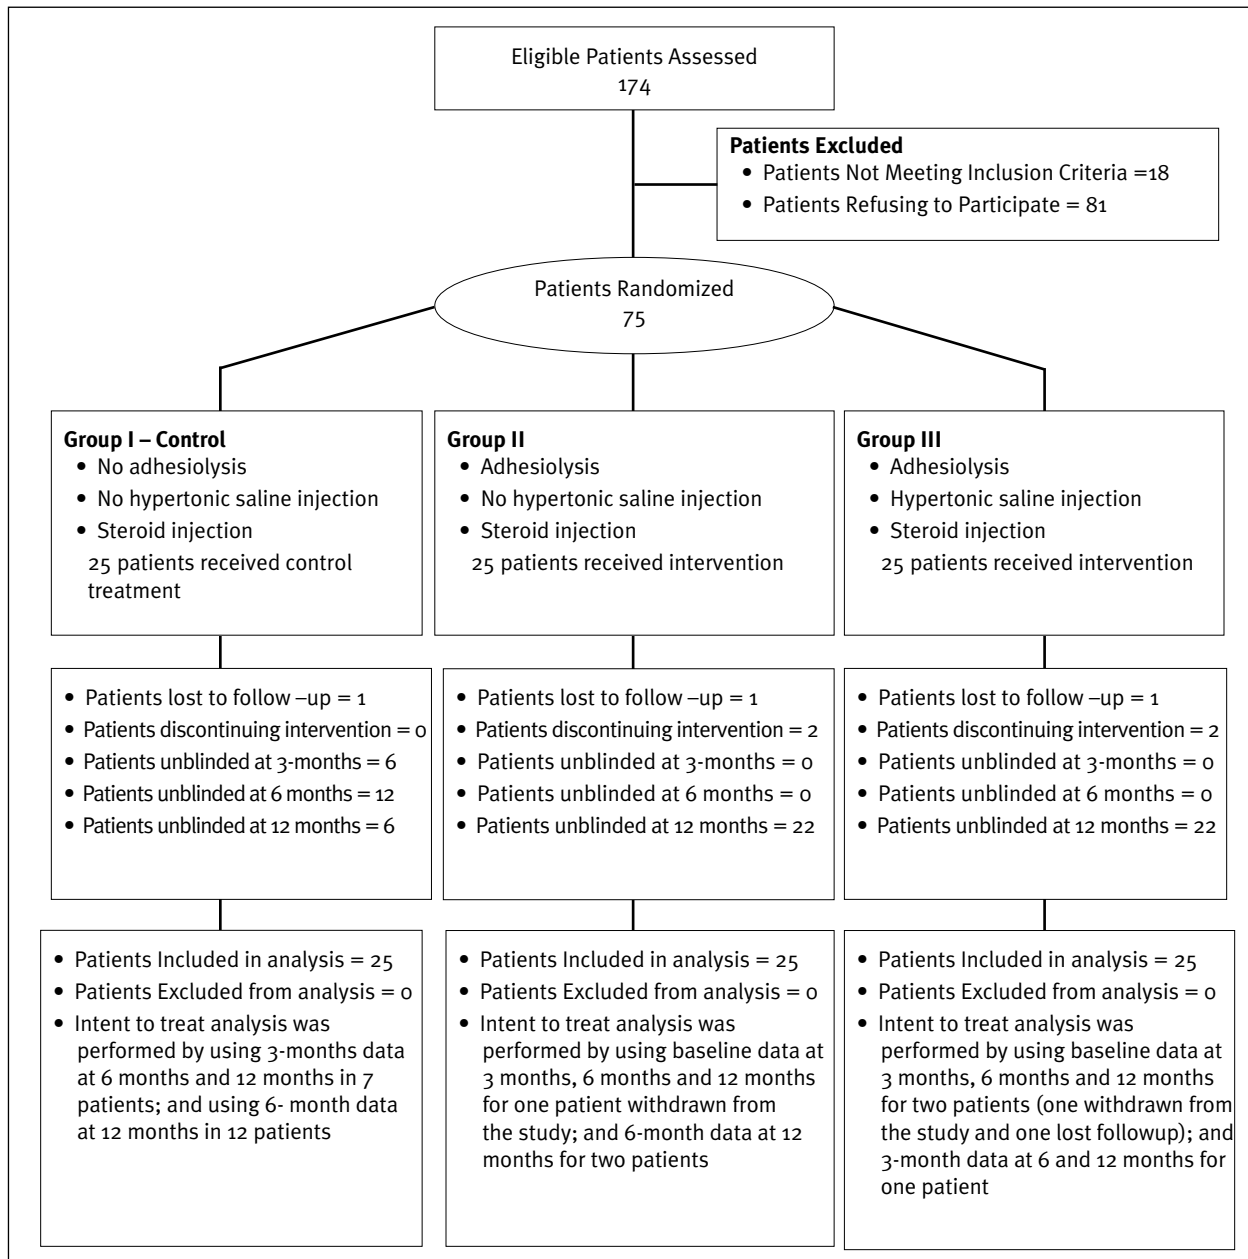 Eligible Patients Assessed
174
Patients Excluded
• Patients Not Meeting Inclusion Criteria =18
• Patients Refusing to Participate = 81
Patients Randomized
75
Group I – Control
• No adhesiolysis
• No hypertonic saline injection
• Steroid injection
25 patients received control
treatment
Group II
• Adhesiolysis
• No hypertonic saline injection
• Steroid injection
25 patients received intervention
Group III
• Adhesiolysis
• Hypertonic saline injection
• Steroid injection
25 patients received intervention
• Patients lost to follow –up = 1
• Patients discontinuing intervention = 0
• Patients unblinded at 3-months = 6
• Patients unblinded at 6 months = 12
• Patients unblinded at 12 months = 6
• Patients lost to follow –up = 1
• Patients discontinuing intervention = 2
• Patients unblinded at 3-months = 0
• Patients unblinded at 6 months = 0
• Patients unblinded at 12 months = 22
• Patients lost to follow –up = 1
• Patients discontinuing intervention = 2
• Patients unblinded at 3-months = 0
• Patients unblinded at 6 months = 0
• Patients unblinded at 12 months = 22
• Patients Included in analysis = 25
• Patients Excluded from analysis = 0
• Intent to treat analysis was
performed by using 3-months data
at 6 months and 12 months in 7
patients; and using 6- month data
at 12 months in 12 patients
• Patients Included in analysis = 25
• Patients Excluded from analysis = 0
• Intent to treat analysis was
performed by using baseline data at
3 months, 6 months and 12 months
for one patient withdrawn from
the study; and 6-month data at 12
months for two patients
• Patients Included in analysis = 25
• Patients Excluded from analysis = 0
• Intent to treat analysis was
performed by using baseline data at
3 months, 6 months and 12 months
for two patients (one withdrawn from
the study and one lost followup); and
3-month data at 6 and 12 months for
one patient